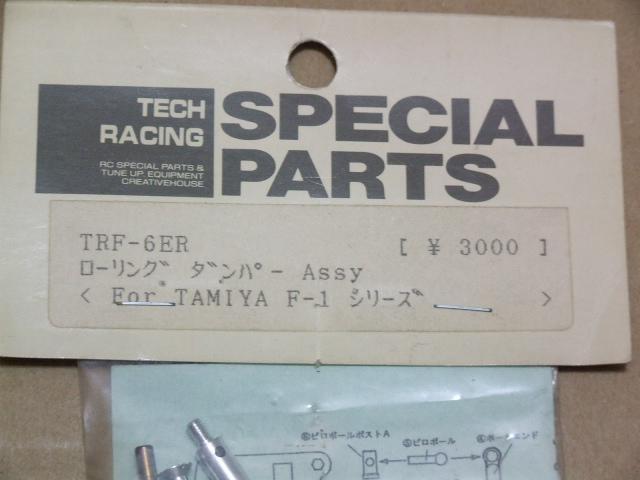 TECH
RACING
RC SPECIAL PARTS &
TUNE UP, EQUIPMENT
CREATIVEHOUSE
SPECIAL
PARTS
TRF-6ER [ ¥ 3000 ]
ﾛｰﾘﾝｸﾞ ﾀﾞﾝﾊﾟｰ Assy
< For TAMIYA F-1 ｼﾘｰｽﾞ >
⑥ピロボールポストA ⑤ピロボール ④ボールエンド